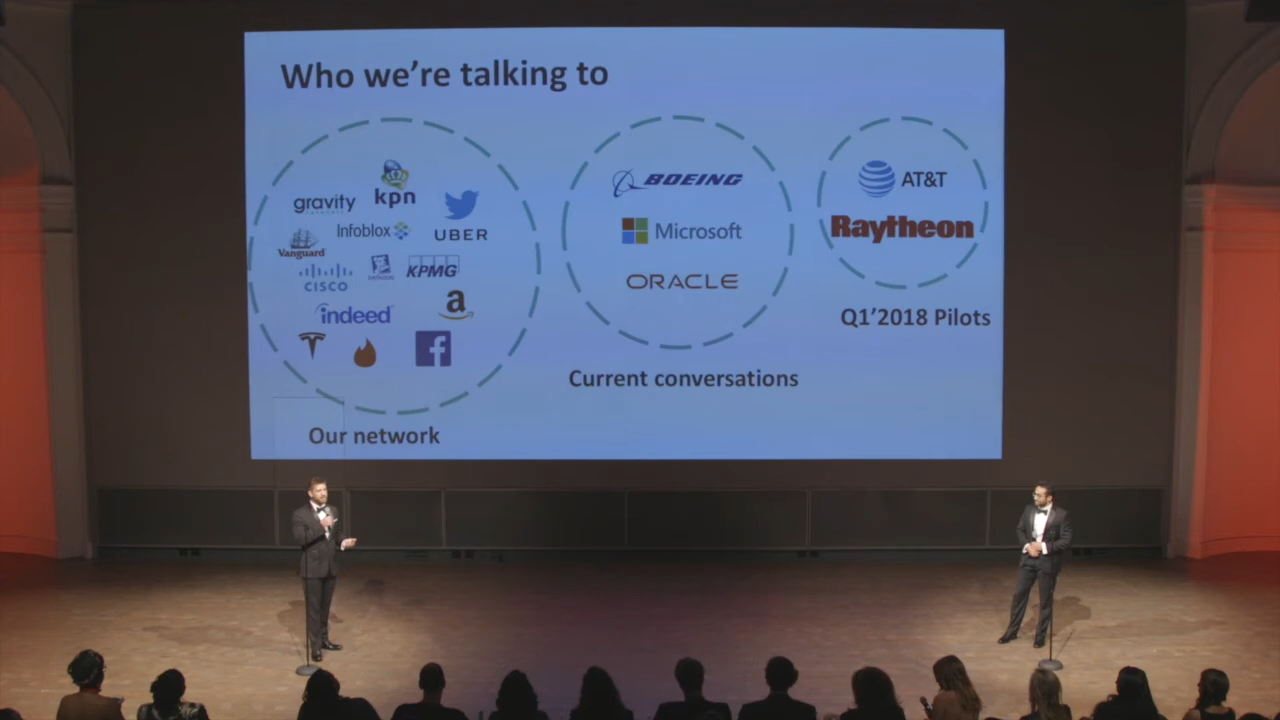 Who we're talking to
kpn
gravity
Infoblox
UBER
Vanguard
CISCO
KPMG
indeed
a
f
Our network
BOEING
Microsoft
ORACLE
Current conversations
AT&T
Raytheon
Q1'2018 Pilots